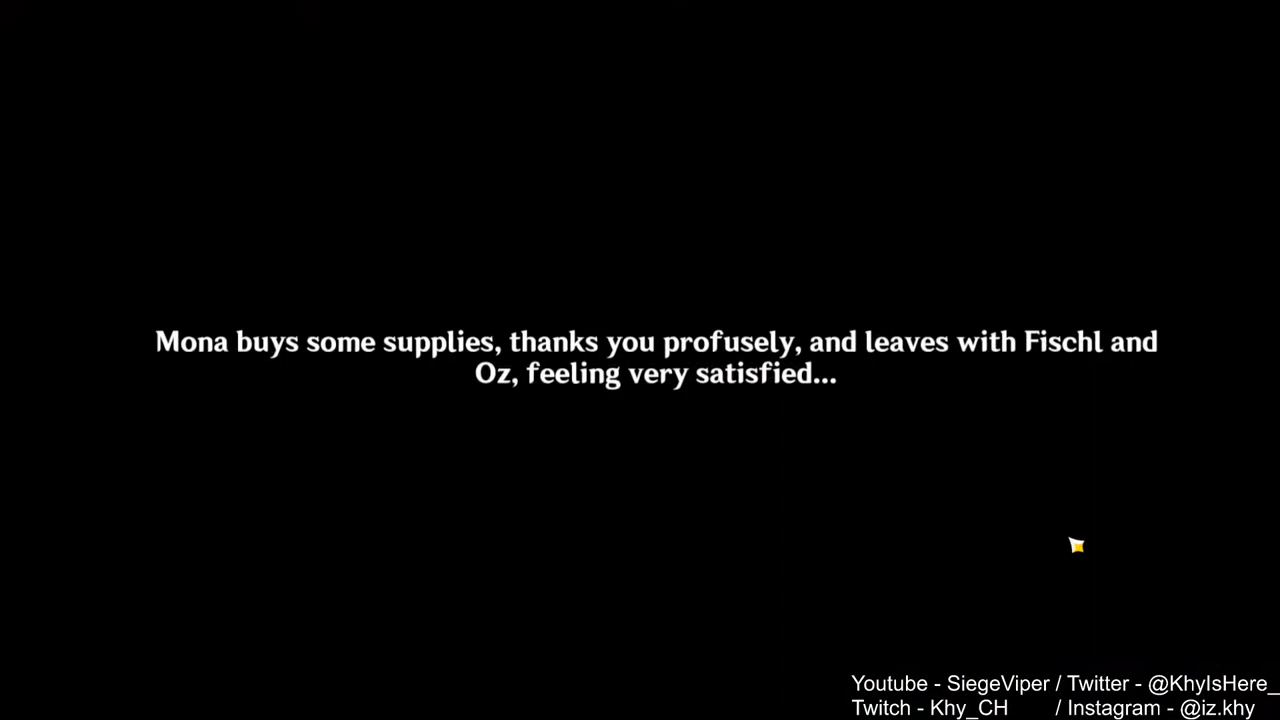 Mona buys some supplies, thanks you profusely, and leaves with Fischl and
Oz, feeling very satisfied...
Youtube - SiegeViper / Twitter - @KhyIsHere_
Twitch - Khy_CH / Instagram - @iz.khy